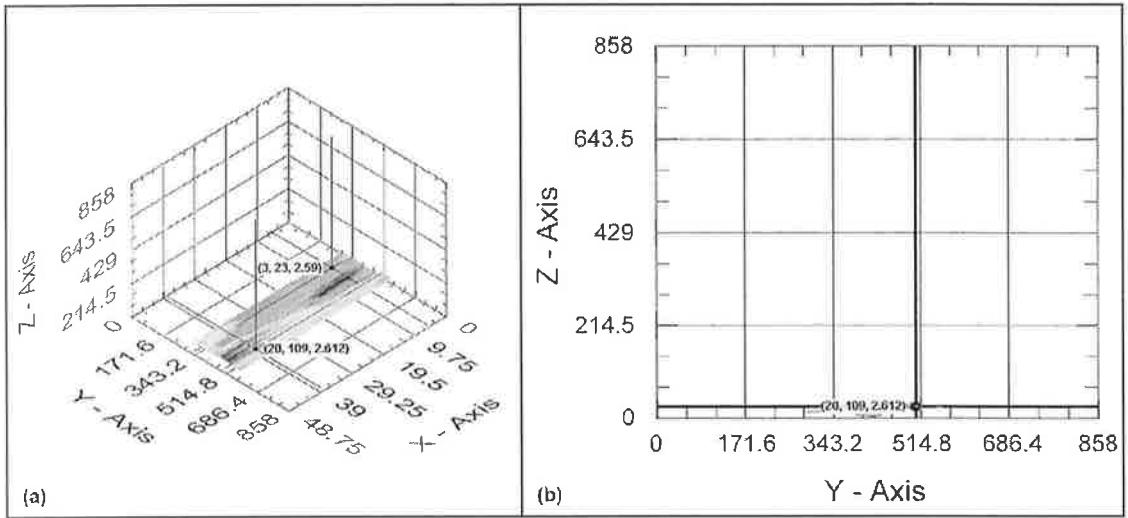 Z - Axis
858
643.5
429
214.5
0
171.6
343.2
514.8
686.4
858
Y - Axis
0
9.75
19.5
29.25
39
48.75
X - Axis
(3, 23, 2.59)
(20, 109, 2.612)
(a)
858
643.5
429
214.5
0
Z - Axis
(20, 109, 2.612)
0 171.6 343.2 514.8 686.4 858
Y - Axis
(b)